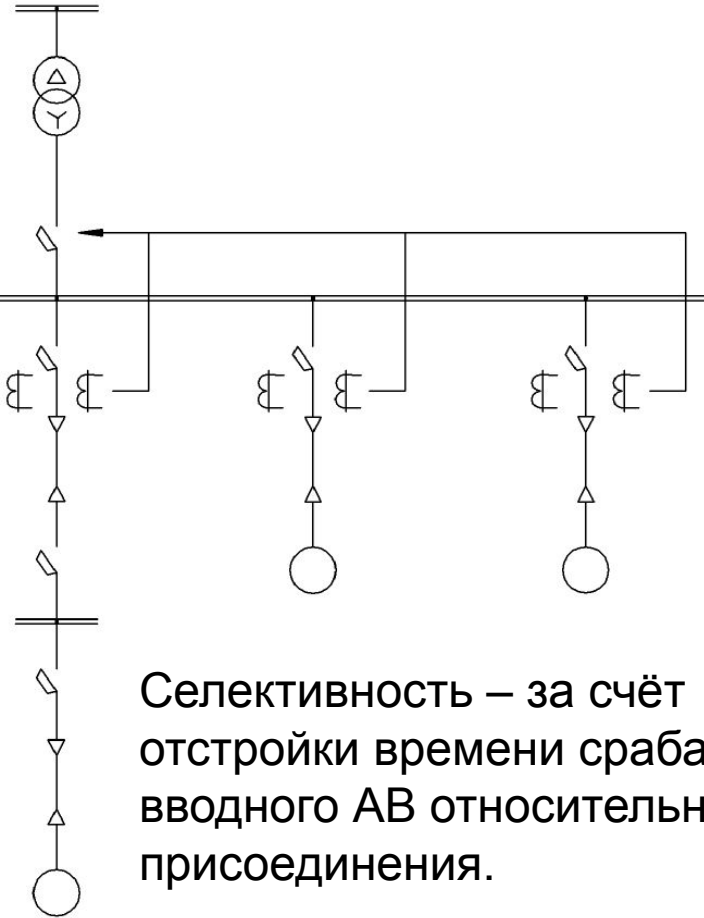 Селективность – за счёт
отстройки времени сраба
вводного АВ относительн
присоединения.